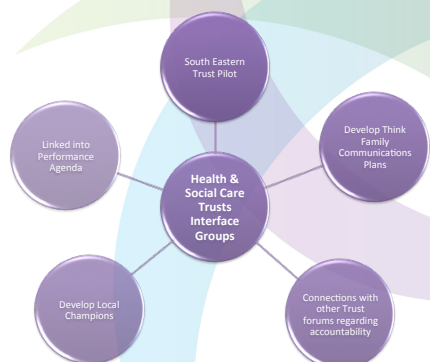 South Eastern
Trust Pilot
Linked into
Performance
Agenda
Develop Think
Family
Communications
Plans
Health &
Social Care
Trusts
Interface
Groups
Develop Local
Champions
Connections with
other Trust
forums regarding
accountability